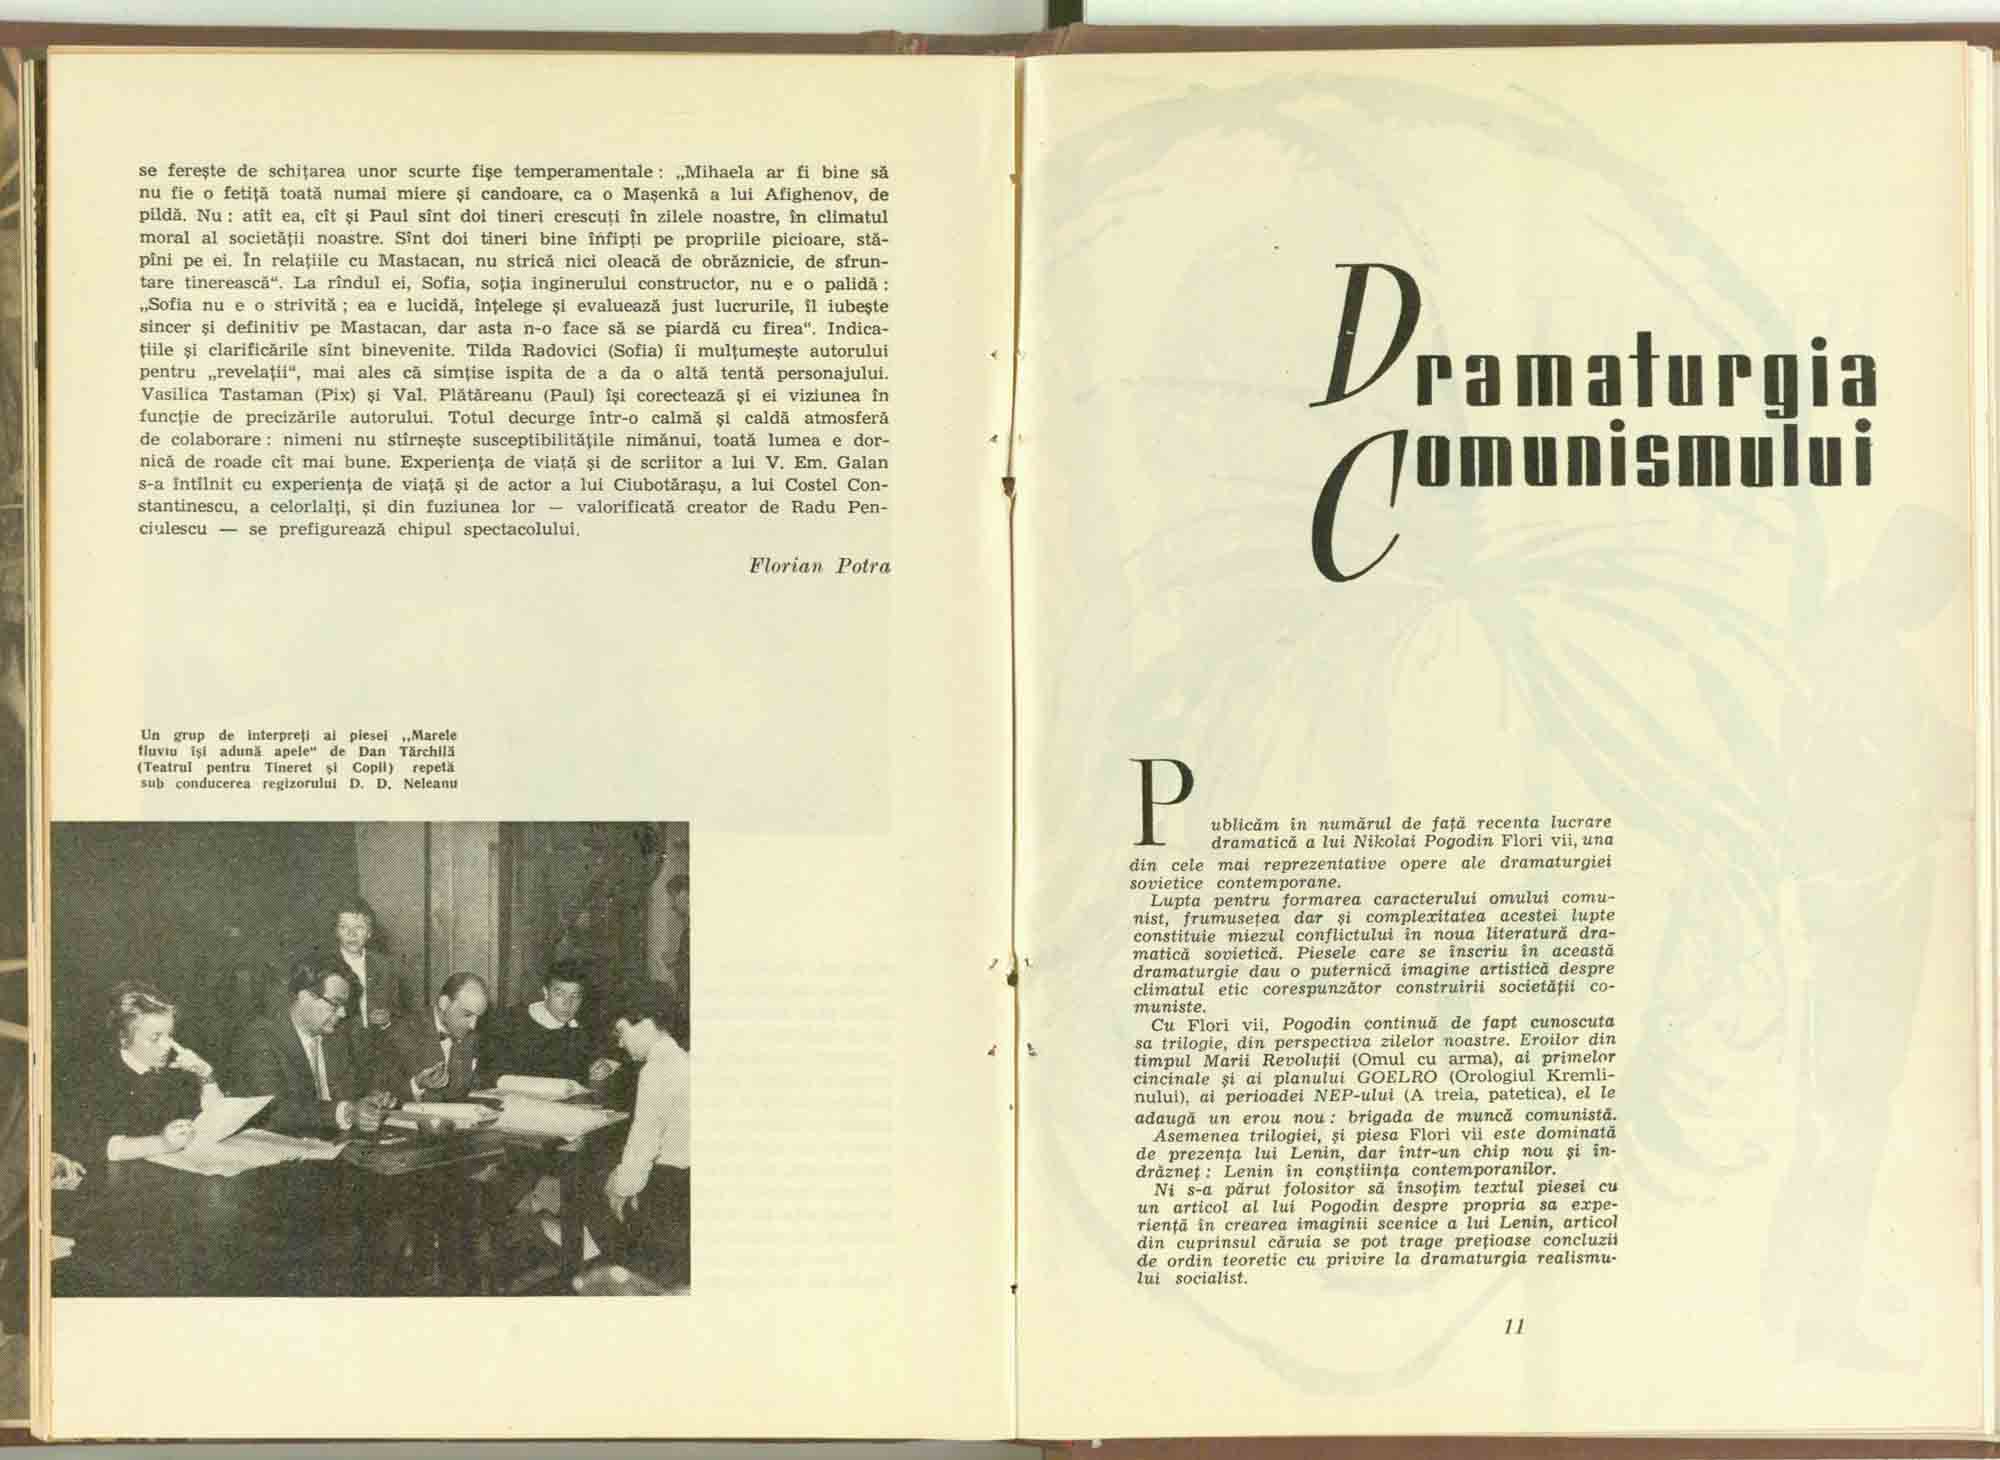 se ferește de schițarea unor scurte fișe temperamentale : „Mihaela ar fi bine să
nu fie o fetiță toată numai miere și candoare, ca o Mașenkă a lui Afighenov, de
pildă. Nu : atît ea, cît și Paul sînt doi tineri crescuți în zilele noastre, în climatul
moral al societății noastre. Sînt doi tineri bine înfipți pe propriile picioare, stă-
pîni pe ei. În relațiile cu Mastacan, nu strică nici oleacă de obrăznicie, de sfrun-
tare tinerească“. La rîndul ei, Sofia, soția inginerului constructor, nu e o palidă :
„Sofia nu e o strivită ; ea e lucidă, înțelege și evaluează just lucrurile, îl iubește
sincer și definitiv pe Mastacan, dar asta n-o face să se piardă cu firea“. Indica-
țiile și clarificările sînt binevenite. Tilda Radovici (Sofia) îi mulțumește autorului
pentru „revelații“, mai ales că simțise ispita de a da o altă tentă personajului.
Vasilica Tastaman (Pix) și Val. Plătăreanu (Paul) își corectează și ei viziunea în
funcție de precizările autorului. Totul decurge într-o calmă și caldă atmosferă
de colaborare : nimeni nu stîrnește susceptibilitățile nimănui, toată lumea e dor-
nică de roade cît mai bune. Experiența de viață și de scriitor a lui V. Em. Galan
s-a întîlnit cu experiența de viață și de actor a lui Ciubotărașu, a lui Costel Con-
stantinescu, a celorlalți, și din fuziunea lor — valorificată creator de Radu Pen-
ciulescu — se prefigurează chipul spectacolului.
Florian Potra
Un grup de interpreți ai piesei „Marele
fluviu își adună apele“ de Dan Tărchilă
(Teatrul pentru Tineret și Copii) repetă
sub conducerea regizorului D. D. Neleanu
Dramaturgia
Comunismului
Publicăm în numărul de față recenta lucrare
dramatică a lui Nikolai Pogodin Flori vii, una
din cele mai reprezentative opere ale dramaturgiei
sovietice contemporane.
Lupta pentru formarea caracterului omului comu-
nist, frumusețea dar și complexitatea acestei lupte
constituie miezul conflictului în noua literatură dra-
matică sovietică. Piesele care se înscriu în această
dramaturgie dau o puternică imagine artistică despre
climatul etic corespunzător construirii societății co-
muniste.
Cu Flori vii, Pogodin continuă de fapt cunoscuta
sa trilogie, din perspectiva zilelor noastre. Eroilor din
timpul Marii Revoluții (Omul cu arma), ai primelor
cincinale și ai planului GOELRO (Orologiul Kremli-
nului), ai perioadei NEP-ului (A treia, patetica), el le
adaugă un erou nou : brigada de muncă comunistă.
Asemenea trilogiei, și piesa Flori vii este dominată
de prezența lui Lenin, dar într-un chip nou și în-
drăzneț : Lenin în conștiința contemporanilor.
Ni s-a părut folositor să însoțim textul piesei cu
un articol al lui Pogodin despre propria sa expe-
riență în crearea imaginii scenice a lui Lenin, articol
din cuprinsul căruia se pot trage prețioase concluzii
de ordin teoretic cu privire la dramaturgia realismu-
lui socialist.
11